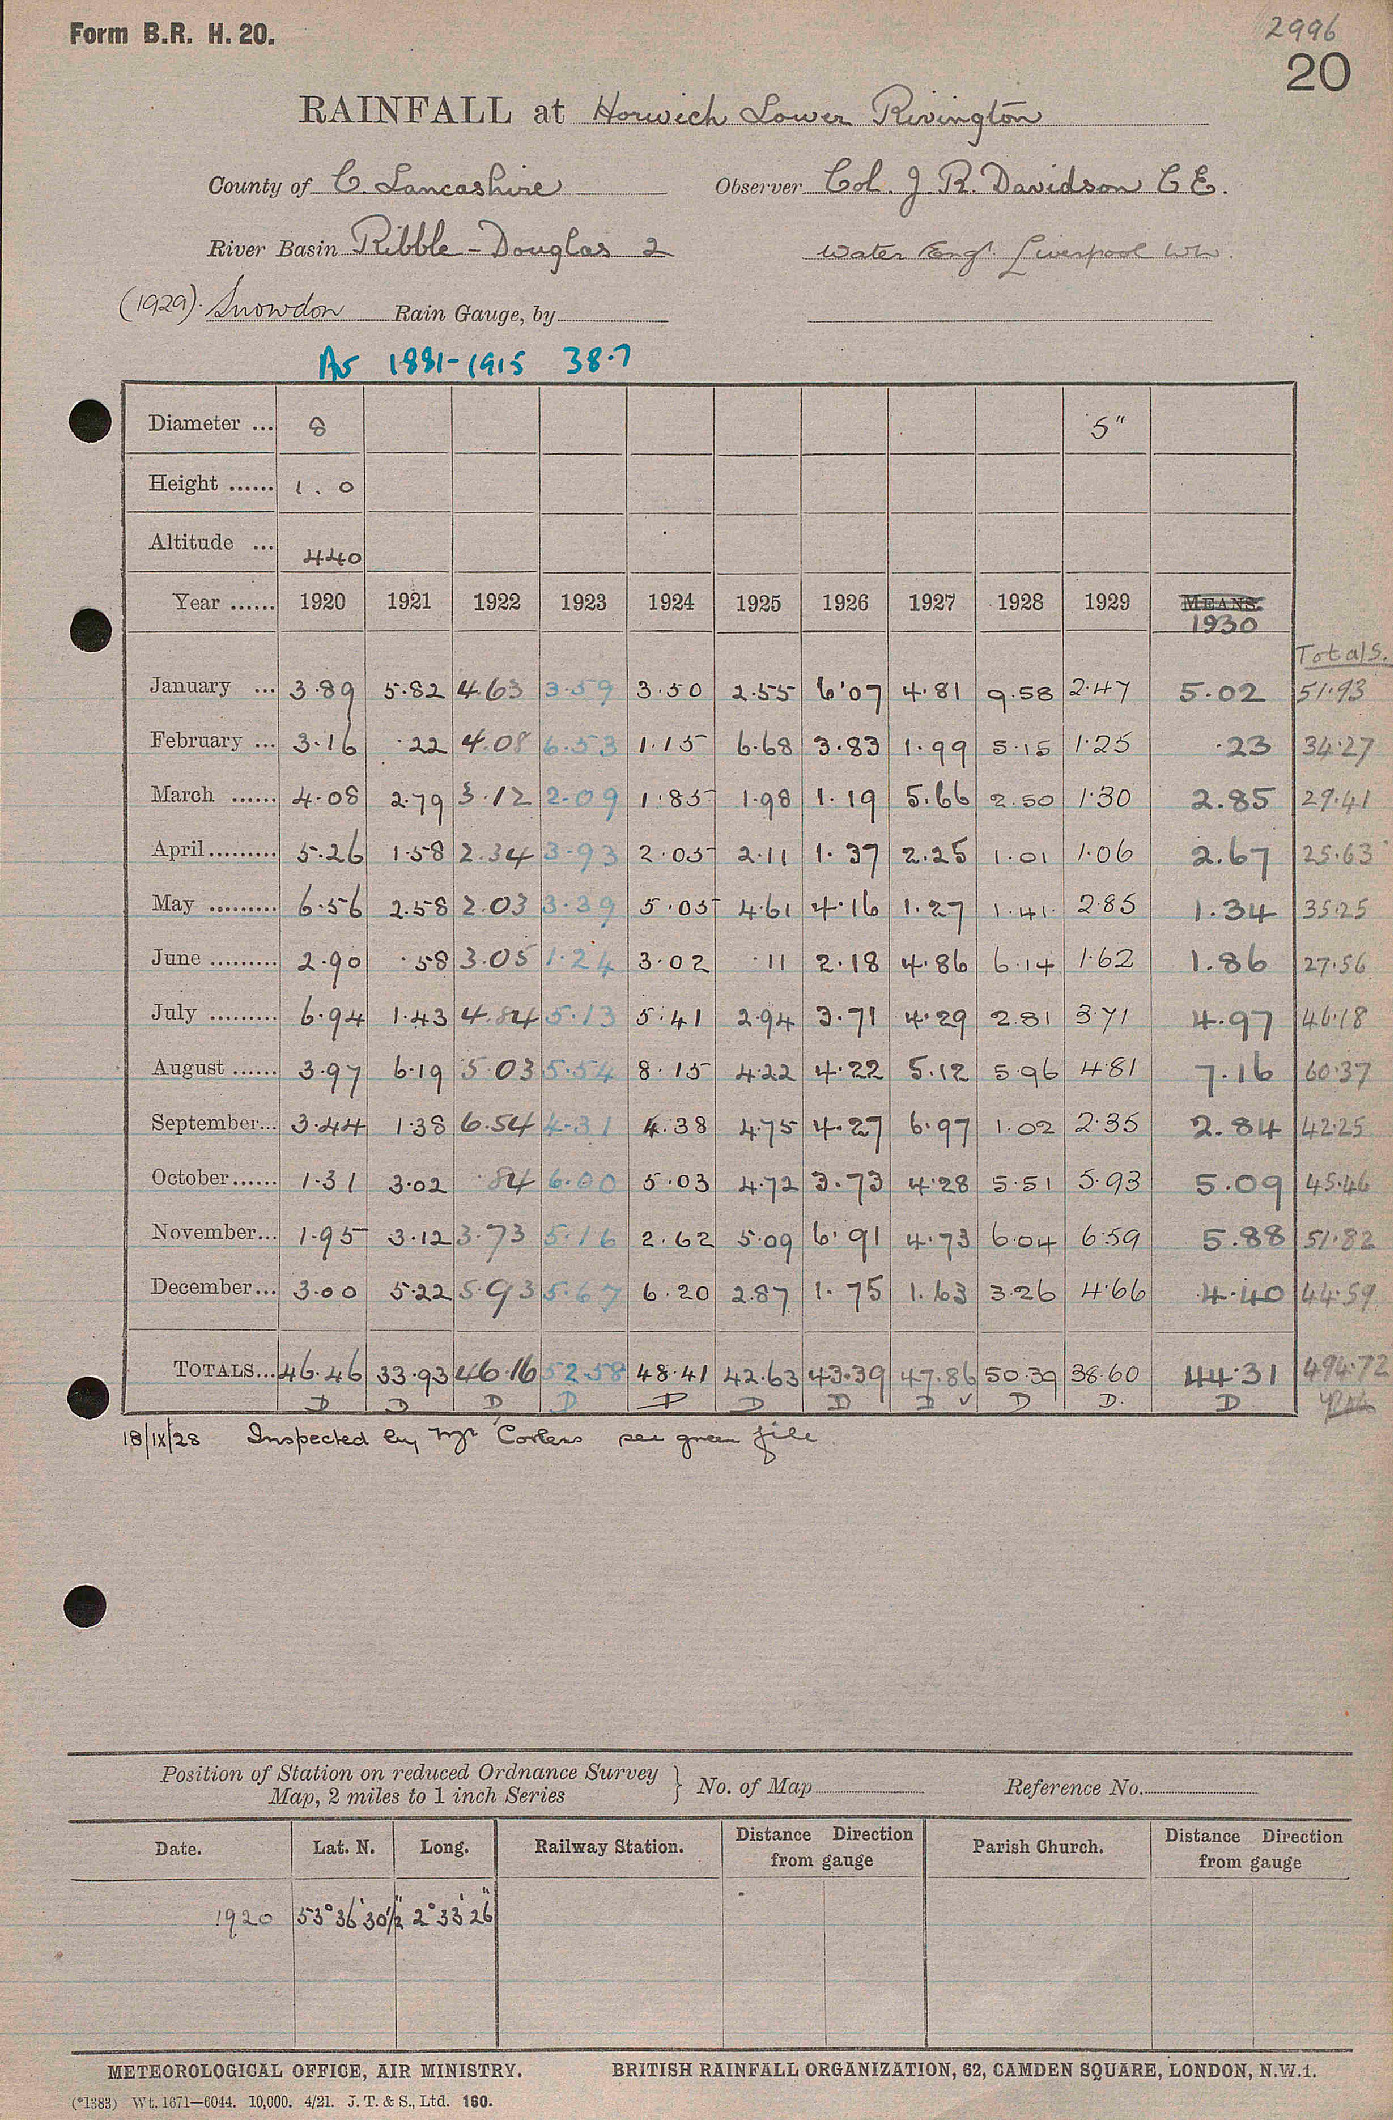 Form B.R. H. 20.
2996
20
RAINFALL at Horwich Lower Rivington
County of C. Lancashire Observer Col. J. R. Davidson C E.
River Basin Ribble - Douglas 2 Water Engr. Liverpool
(1929). Snowdon Rain Gauge, by
Av 1881-1915 38.7
Diameter ... 8 5"
Height ...... 1.0
Altitude ... 440
Year ...... 1920 1921 1922 1923 1924 1925 1926 1927 1928 1929 MEANS.
1930
Totals.
January ... 3.89 5.82 4.63 3.59 3.50 2.55 6.07 4.81 9.58 2.47 5.02 51.93
February ... 3.16 .22 4.08 6.53 1.15 6.68 3.83 1.99 5.15 1.25 .23 34.27
March ...... 4.08 2.79 3.12 2.09 1.85 1.98 1.19 5.66 2.50 1.30 2.85 29.41
April ......... 5.26 1.58 2.34 3.93 2.05 2.11 1.37 2.25 1.01 1.06 2.67 25.63
May ......... 6.56 2.58 2.03 3.39 5.05 4.61 4.16 1.27 1.41 2.85 1.34 35.25
June ......... 2.90 .58 3.05 1.24 3.02 .11 2.18 4.86 6.14 1.62 1.86 27.56
July ......... 6.94 1.43 4.84 5.13 5.41 2.94 3.71 4.29 2.81 3.71 4.97 46.18
August ...... 3.97 6.19 5.03 5.54 8.15 4.22 4.22 5.12 5.96 4.81 7.16 60.37
September... 3.44 1.38 6.54 4.31 4.38 4.75 4.27 6.97 1.02 2.35 2.84 42.25
October...... 1.31 3.02 .84 6.00 5.03 4.72 3.73 4.28 5.51 5.93 5.09 45.46
November... 1.95 3.12 3.73 5.16 2.62 5.09 6.91 4.73 6.04 6.59 5.88 51.82
December... 3.00 5.22 5.93 5.67 6.20 2.87 1.75 1.63 3.26 4.66 4.40 44.59
TOTALS... 46.46 33.93 46.16 52.58 48.41 42.63 43.39 47.86 50.39 38.60 44.31 494.72
D D D D D D D D ✓ D D. D
18/IX/28 Inspected by Mr Corless see green file
Position of Station on reduced Ordnance Survey
Map, 2 miles to 1 inch Series } No. of Map Reference No.
Date. Lat. N. Long. Railway Station. Distance Direction from gauge Parish Church. Distance Direction from gauge
1920 53° 36' 30½" 2° 33' 26"
METEOROLOGICAL OFFICE, AIR MINISTRY. BRITISH RAINFALL ORGANIZATION, 62, CAMDEN SQUARE, LONDON, N.W.1.
(*1383) Wt. 1671—6044. 10,000. 4/21. J. T. & S., Ltd. 160.